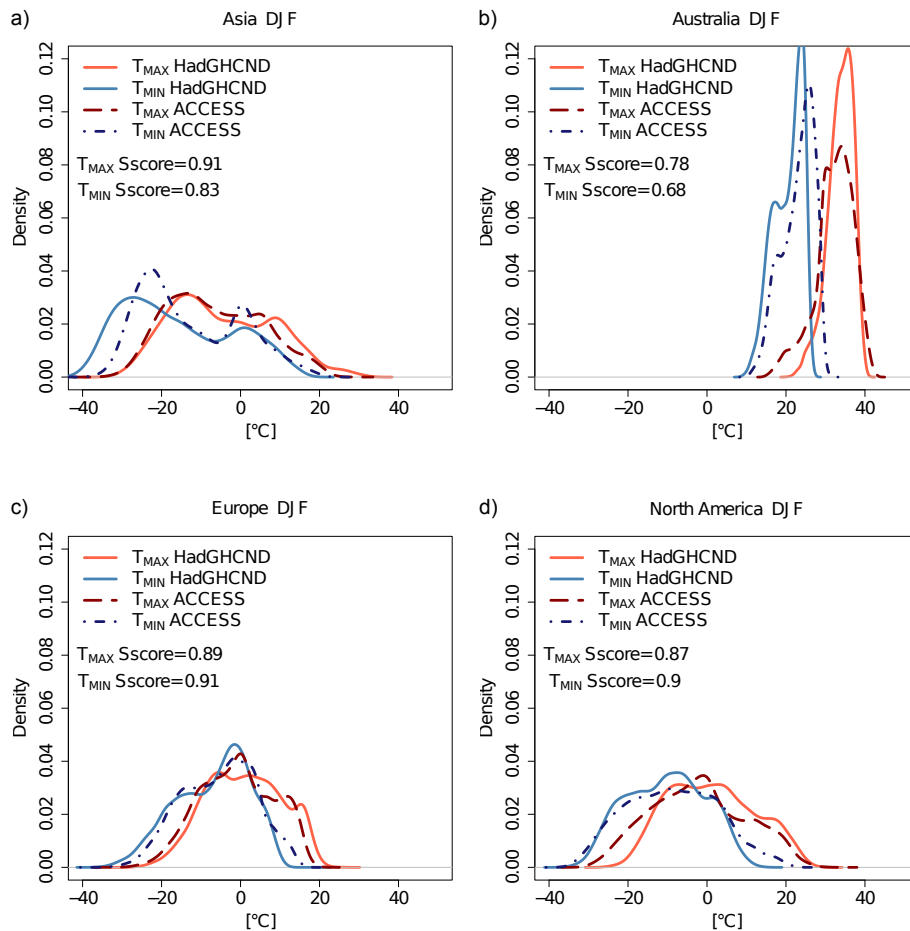 a)
Asia DJF
T_MAX HadGHCND
T_MIN HadGHCND
T_MAX ACCESS
T_MIN ACCESS
T_MAX Sscore=0.91
T_MIN Sscore=0.83
Density
0.00 0.02 0.04 0.06 0.08 0.10 0.12
−40 −20 0 20 40
[°C]
b)
Australia DJF
T_MAX HadGHCND
T_MIN HadGHCND
T_MAX ACCESS
T_MIN ACCESS
T_MAX Sscore=0.78
T_MIN Sscore=0.68
Density
0.00 0.02 0.04 0.06 0.08 0.10 0.12
−40 −20 0 20 40
[°C]
c)
Europe DJF
T_MAX HadGHCND
T_MIN HadGHCND
T_MAX ACCESS
T_MIN ACCESS
T_MAX Sscore=0.89
T_MIN Sscore=0.91
Density
0.00 0.02 0.04 0.06 0.08 0.10 0.12
−40 −20 0 20 40
[°C]
d)
North America DJF
T_MAX HadGHCND
T_MIN HadGHCND
T_MAX ACCESS
T_MIN ACCESS
T_MAX Sscore=0.87
T_MIN Sscore=0.9
Density
0.00 0.02 0.04 0.06 0.08 0.10 0.12
−40 −20 0 20 40
[°C]